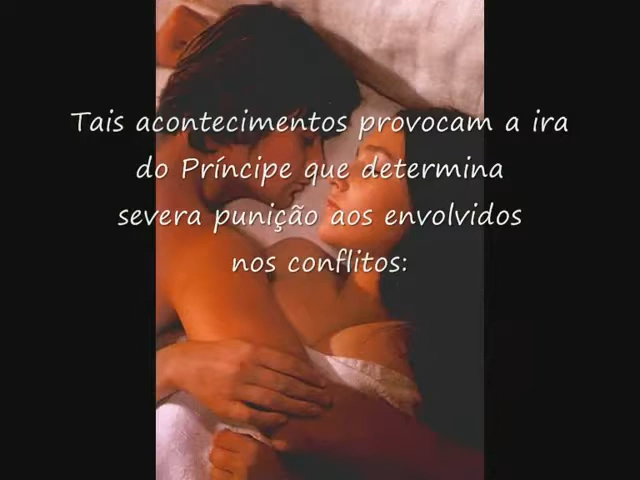 Tais acontecimentos provocam a ira
do Príncipe que determina
severa punição aos envolvidos
nos conflitos: